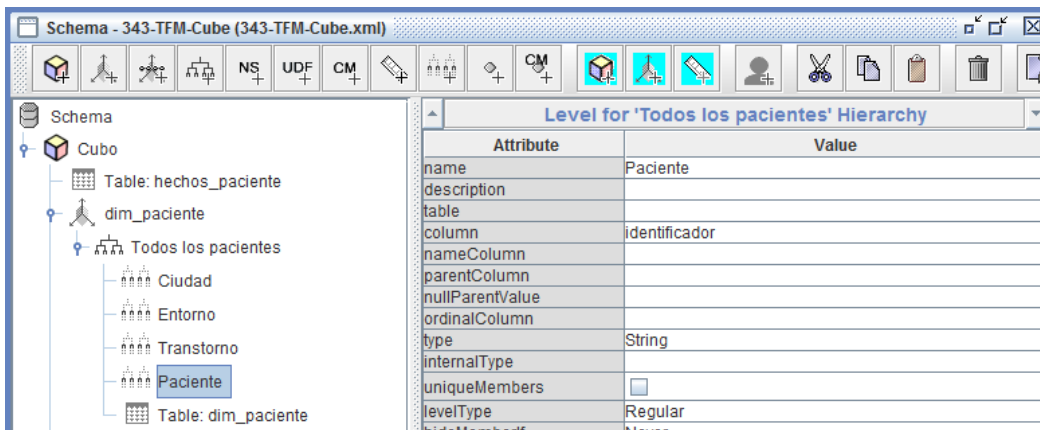 Schema - 343-TFM-Cube (343-TFM-Cube.xml)
NS UDF CM CM
Schema
Cubo
Table: hechos_paciente
dim_paciente
Todos los pacientes
Ciudad
Entorno
Transtorno
Paciente
Table: dim_paciente
Level for 'Todos los pacientes' Hierarchy
Attribute Value
name Paciente
description
table
column identificador
nameColumn
parentColumn
nullParentValue
ordinalColumn
type String
internalType
uniqueMembers
levelType Regular